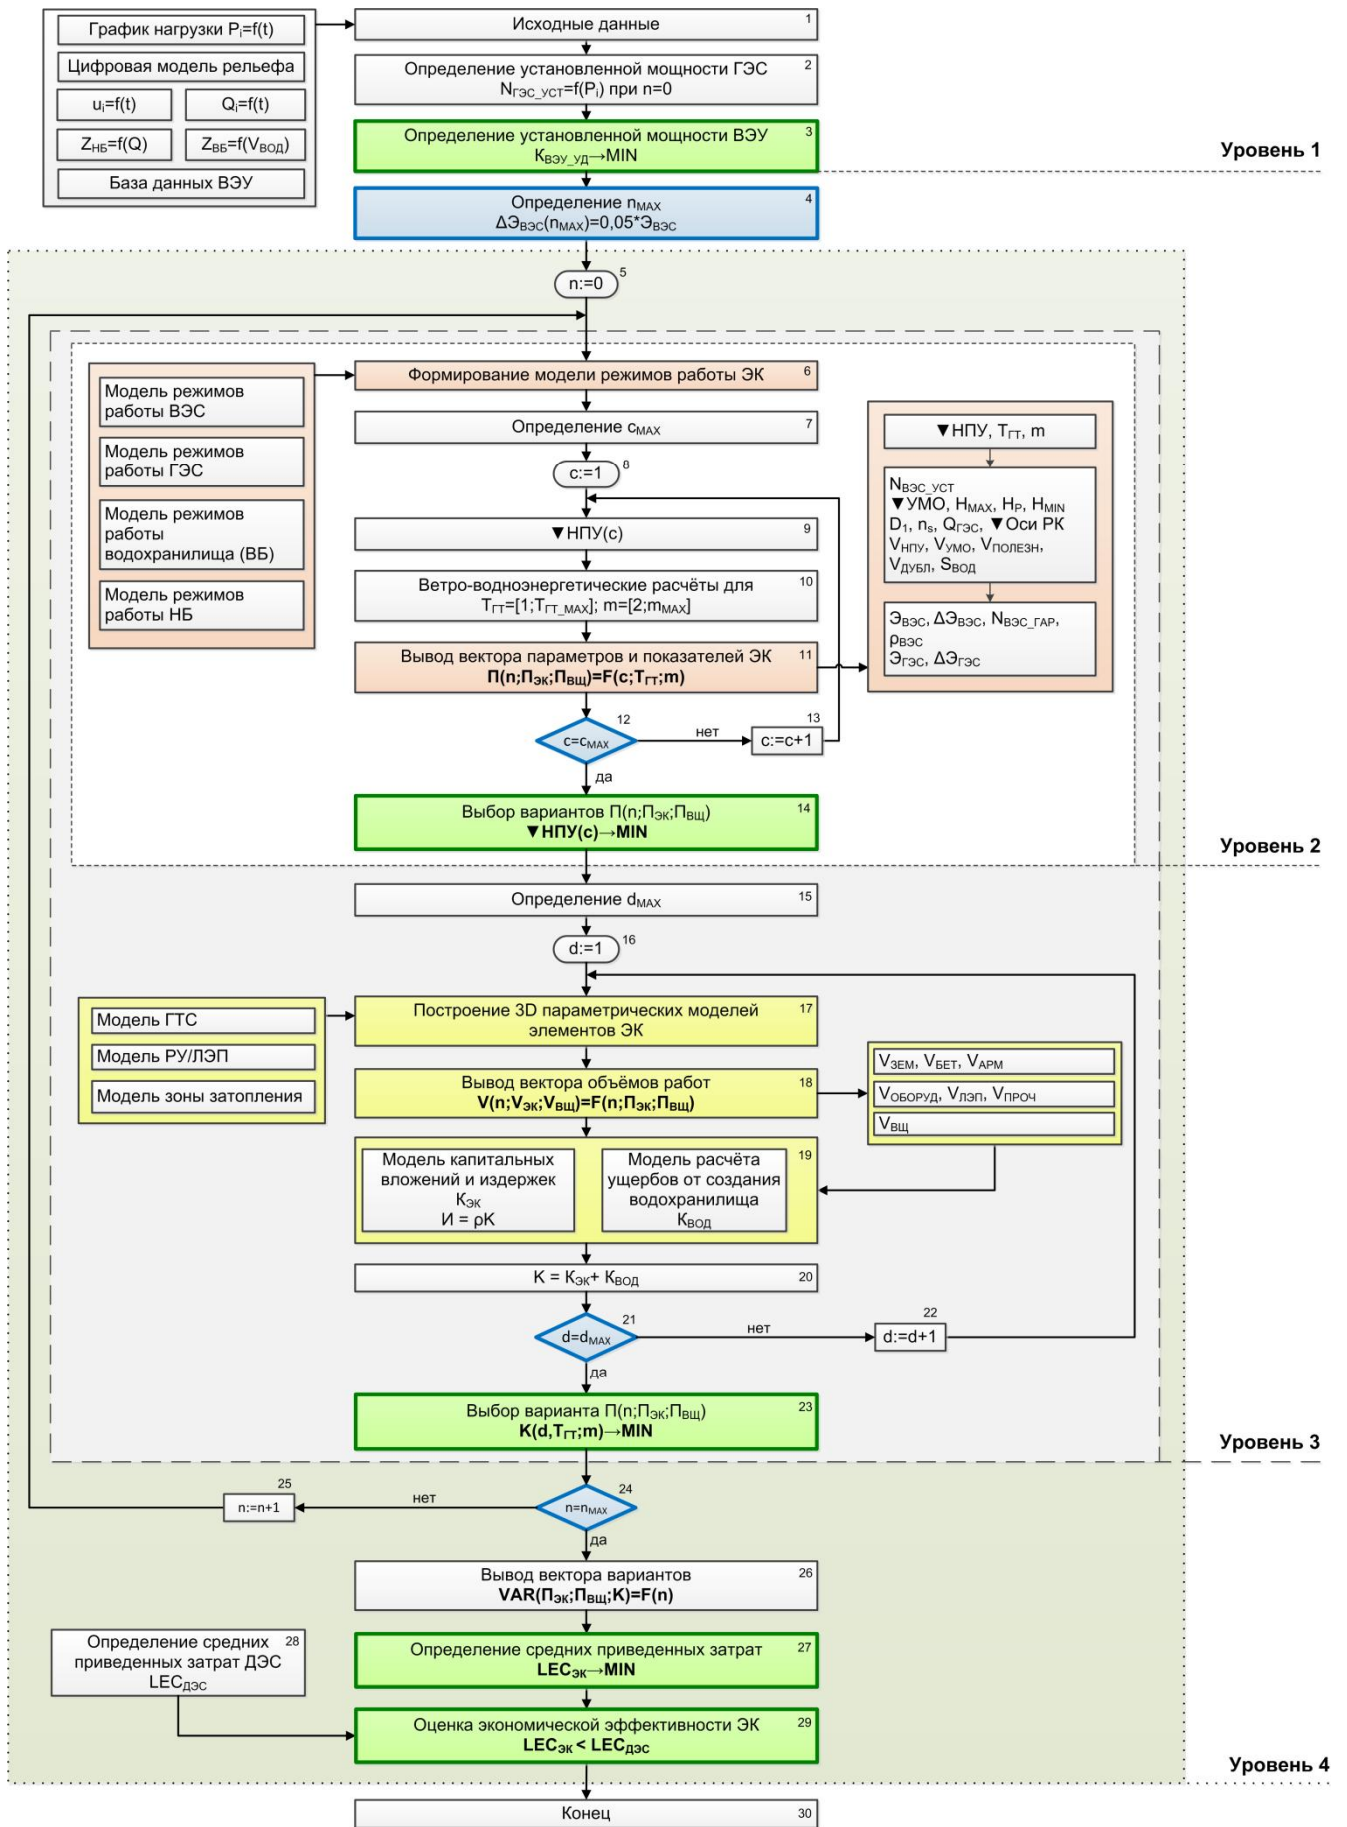 График нагрузки Pi=f(t)
Цифровая модель рельефа
ui=f(t)
Qi=f(t)
ZНБ=f(Q)
ZВБ=f(VВОД)
База данных ВЭУ
Исходные данные
1
Определение установленной мощности ГЭС
NГЭС_УСТ=f(Pi) при n=0
2
Определение установленной мощности ВЭУ
КВЭУ_УД→MIN
3
Уровень 1
Определение nMAX
ΔЭВЭС(nMAX)=0,05*ЭВЭС
4
n:=0
5
Модель режимов
работы ВЭС
Модель режимов
работы ГЭС
Модель режимов
работы
водохранилища (ВБ)
Модель режимов
работы НБ
Формирование модели режимов работы ЭК
6
Определение cMAX
7
c:=1
8
▼НПУ(c)
9
Ветро-водноэнергетические расчёты для
TГТ=[1;TГТ_MAX]; m=[2;mMAX]
10
Вывод вектора параметров и показателей ЭК
П(n;ПЭК;ПВЩ)=F(c;TГТ;m)
11
▼НПУ, TГТ, m
NВЭС_УСТ
▼УМО, HMAX, HР, HMIN
D1, ns, QГЭС, ▼Оси РК
VНПУ, VУМО, VПОЛЕЗН,
VДУБЛ, SВОД
ЭВЭС, ΔЭВЭС, NВЭС_ГАР,
ρВЭС
ЭГЭС, ΔЭГЭС
c=cMAX
12
нет
c:=c+1
13
да
Выбор вариантов П(n;ПЭК;ПВЩ)
▼НПУ(c)→MIN
14
Уровень 2
Определение dMAX
15
d:=1
16
Модель ГТС
Модель РУ/ЛЭП
Модель зоны затопления
Построение 3D параметрических моделей
элементов ЭК
17
Вывод вектора объёмов работ
V(n;VЭК;VВЩ)=F(n;ПЭК;ПВЩ)
18
VЗЕМ, VБЕТ, VАРМ
VОБОРУД, VЛЭП, VПРОЧ
VВЩ
Модель капитальных
вложений и издержек
КЭК
И = ρK
Модель расчёта
ущербов от создания
водохранилища
КВОД
19
K = КЭК+ КВОД
20
d=dMAX
21
нет
d:=d+1
22
да
Выбор варианта П(n;ПЭК;ПВЩ)
K(d,TГТ;m)→MIN
23
Уровень 3
n=nMAX
24
нет
n:=n+1
25
да
Вывод вектора вариантов
VAR(ПЭК;ПВЩ;K)=F(n)
26
Определение средних приведенных затрат
LECЭК→MIN
27
Определение средних
приведенных затрат ДЭС
LECДЭС
28
Оценка экономической эффективности ЭК
LECЭК < LECДЭС
29
Уровень 4
Конец
30